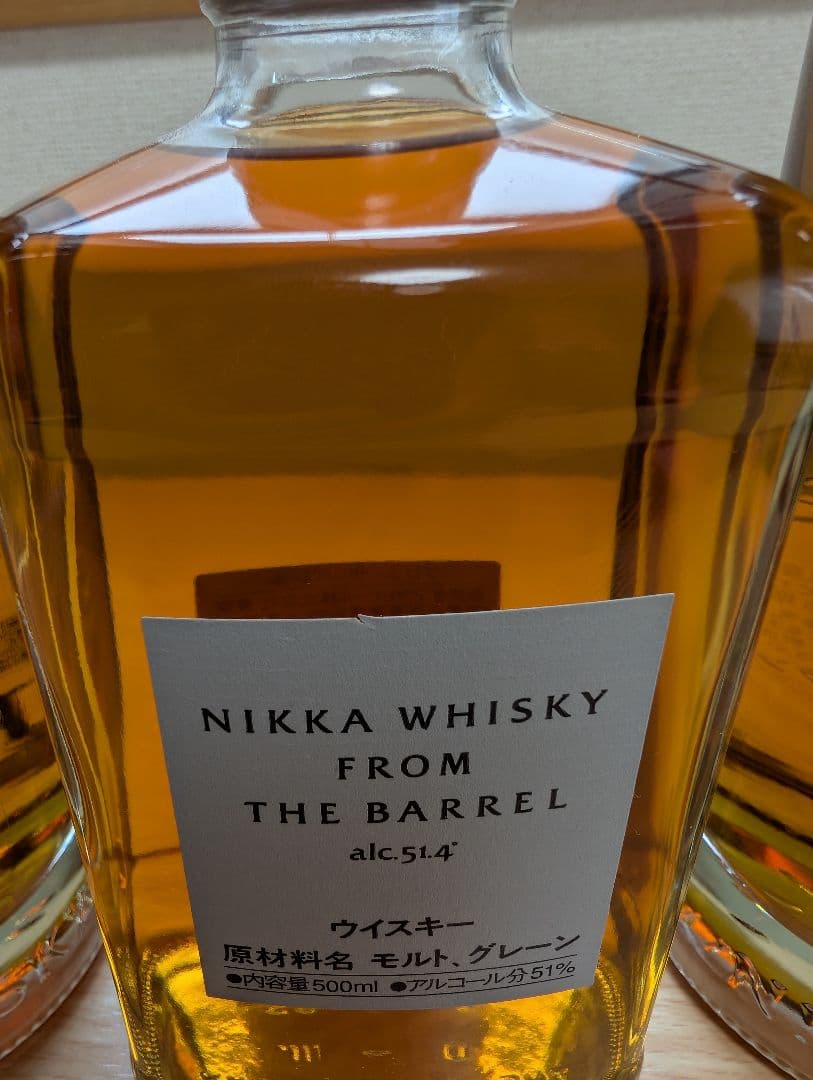 NIKKA WHISKY
FROM
THE BARREL
alc.51.4°
ウイスキー
原材料名 モルト、グレーン
●内容量500ml ●アルコール分51%